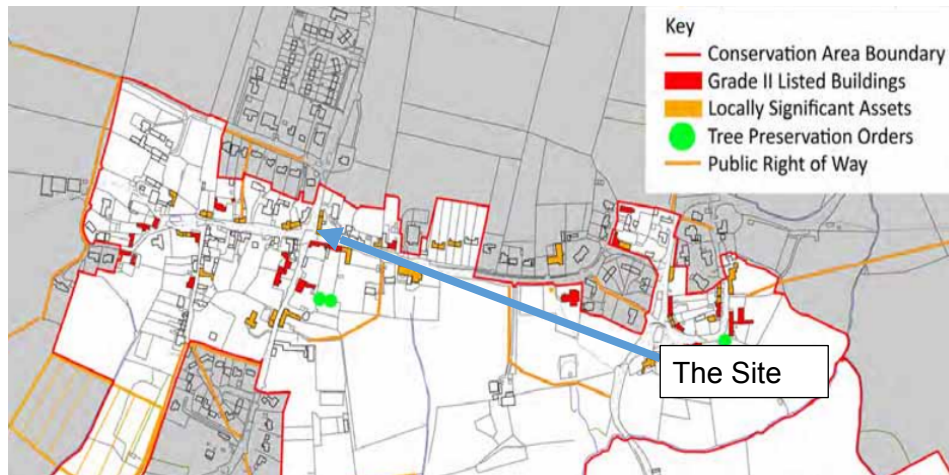 Key
Conservation Area Boundary
Grade II Listed Buildings
Locally Significant Assets
Tree Preservation Orders
Public Right of Way
The Site